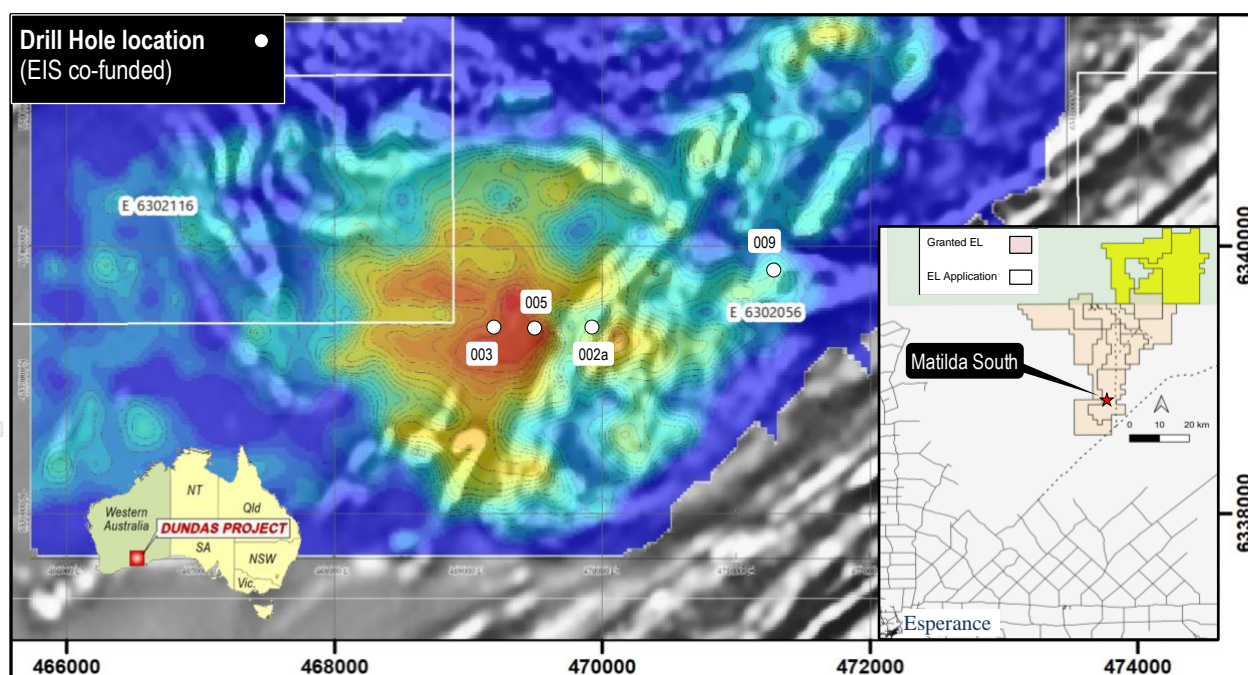 Drill Hole location
(EIS co-funded)
E 6302116
009
005
E 6302056
003
002a
Granted EL
EL Application
Matilda South
0 10 20 km
Esperance
NT
Western
Australia
Qld
DUNDAS PROJECT
SA
NSW
Vic.
6340000
6338000
466000
468000
470000
472000
474000